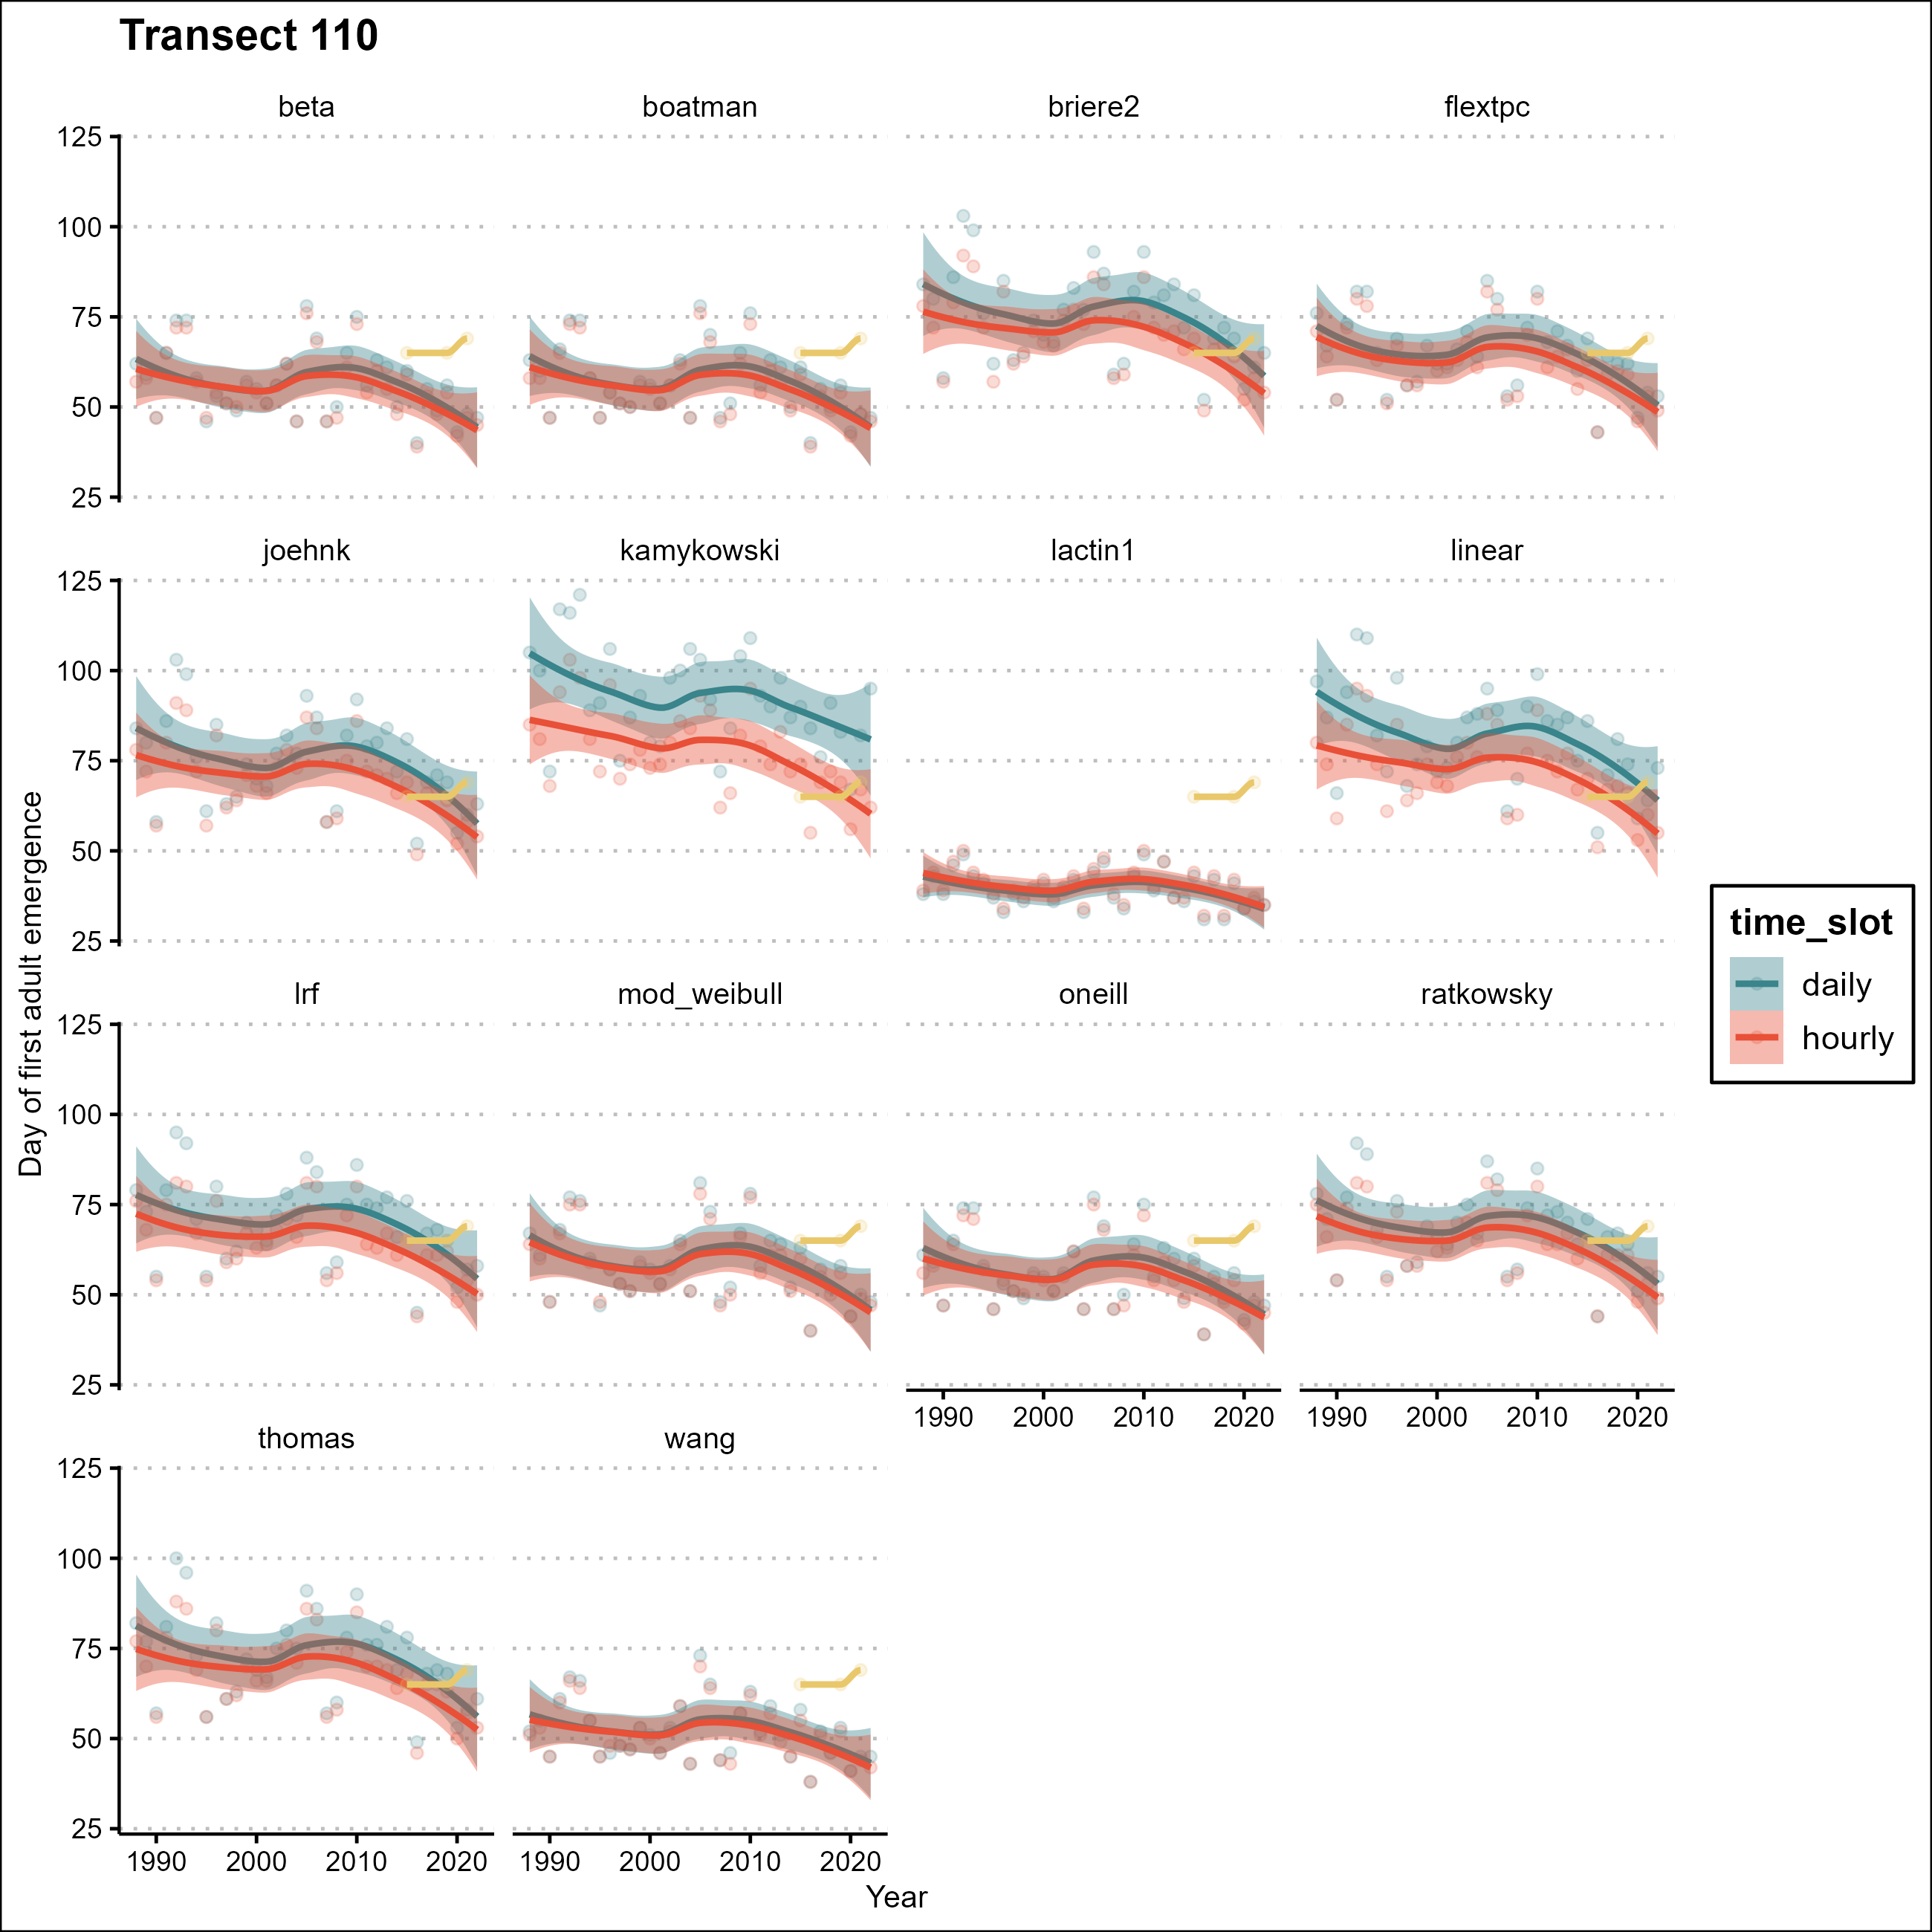 Transect 110
beta boatman briere2 flextpc
125
100
75
50
25
joehnk kamykowski lactin1 linear
125
100
75
50
25
lrf mod_weibull oneill ratkowsky
125
100
75
50
25
1990 2000 2010 2020 1990 2000 2010 2020
thomas wang
125
100
75
50
25
1990 2000 2010 2020 1990 2000 2010 2020
Year
Day of first adult emergence
time_slot
daily
hourly